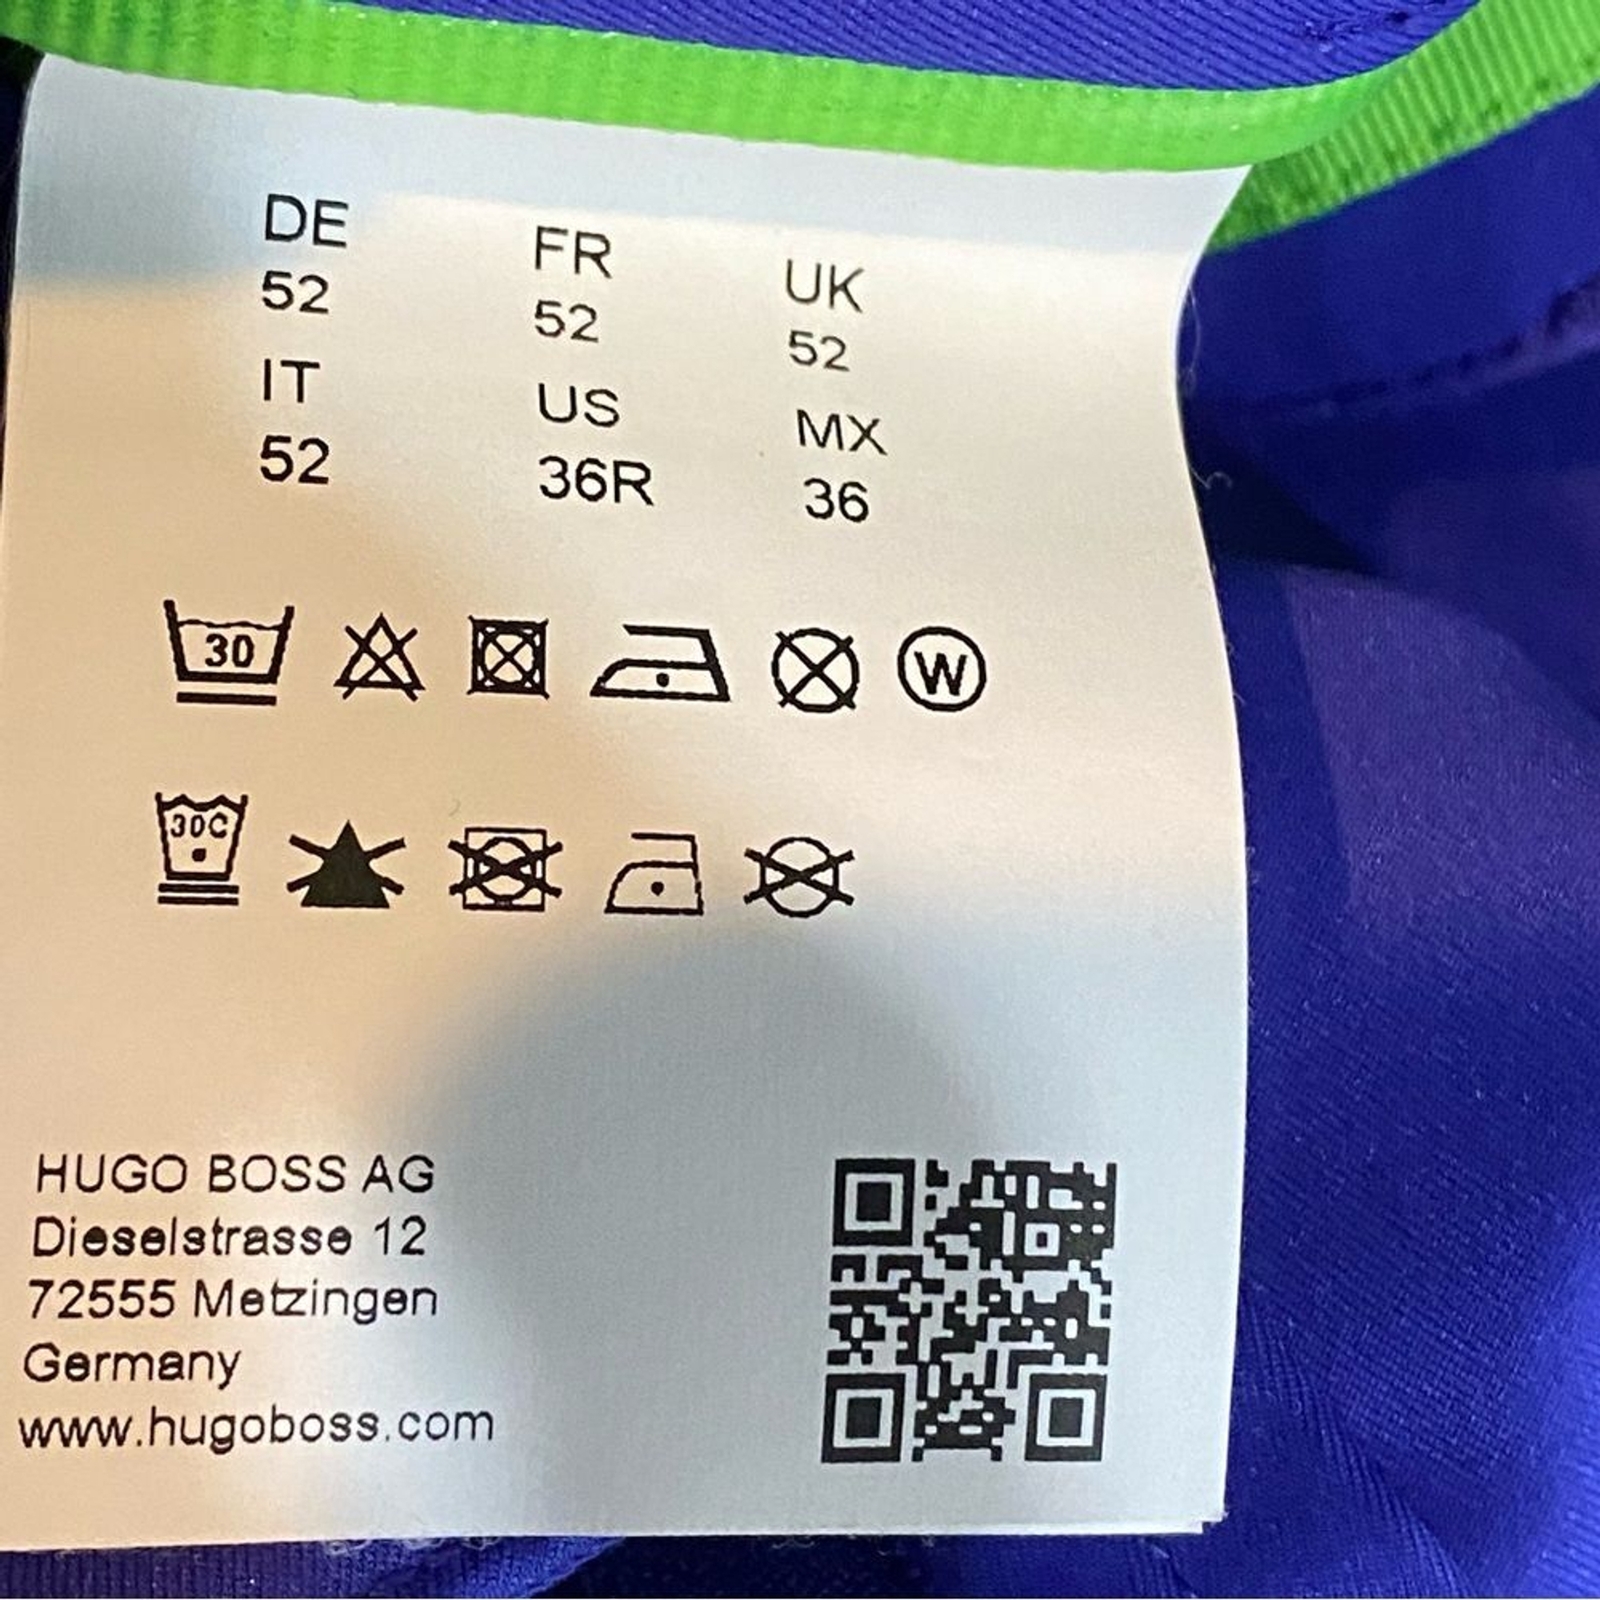 DE FR UK
52 52 52
IT US MX
52 36R 36
30 W
30C
HUGO BOSS AG
Dieselstrasse 12
72555 Metzingen
Germany
www.hugoboss.com